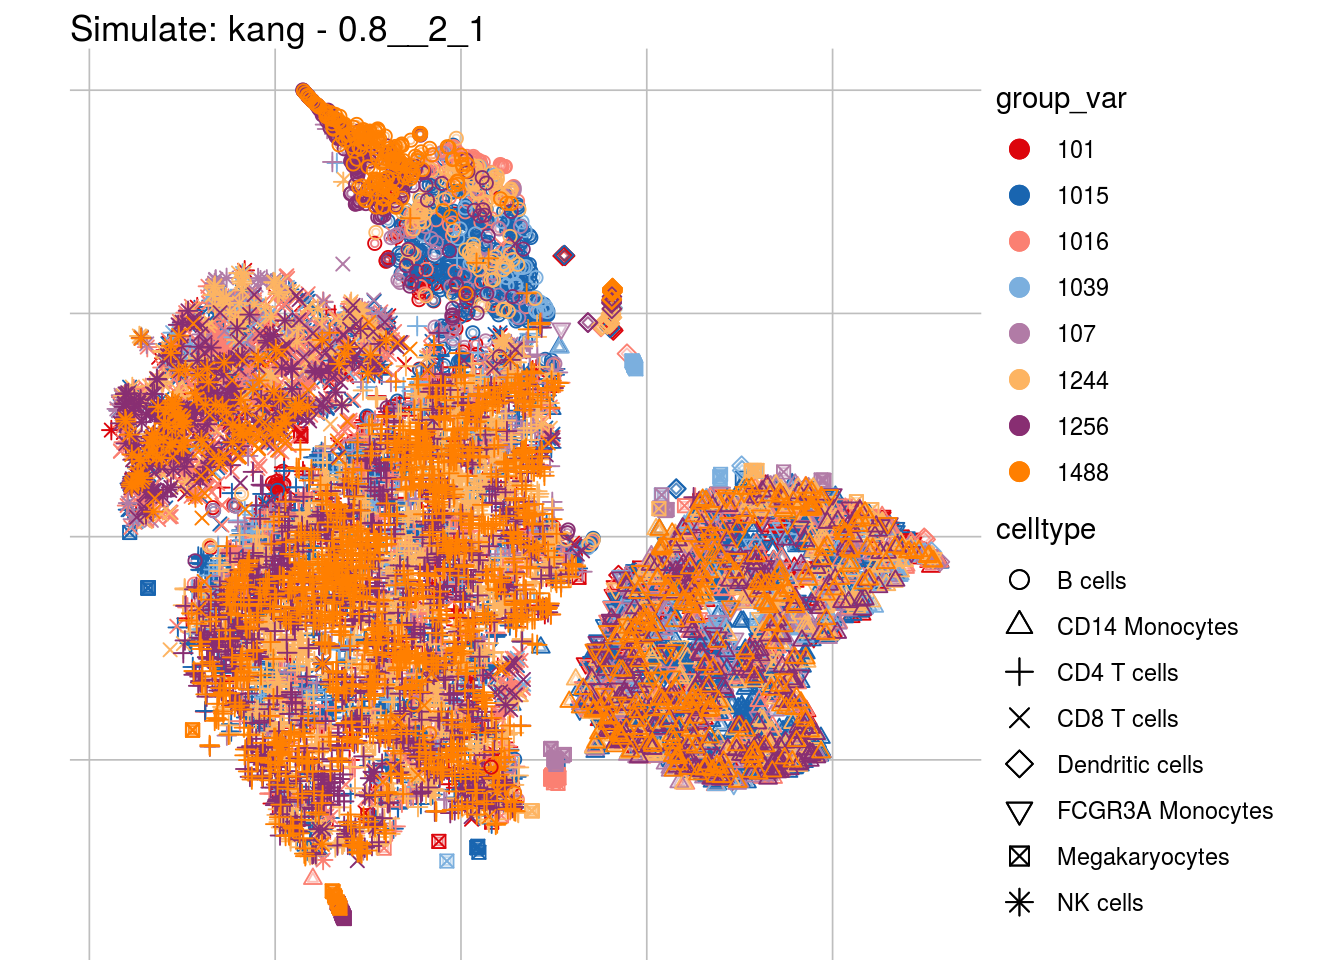 Simulate: kang - 0.8__2_1
group_var
101
1015
1016
1039
107
1244
1256
1488
celltype
B cells
CD14 Monocytes
CD4 T cells
CD8 T cells
Dendritic cells
FCGR3A Monocytes
Megakaryocytes
NK cells